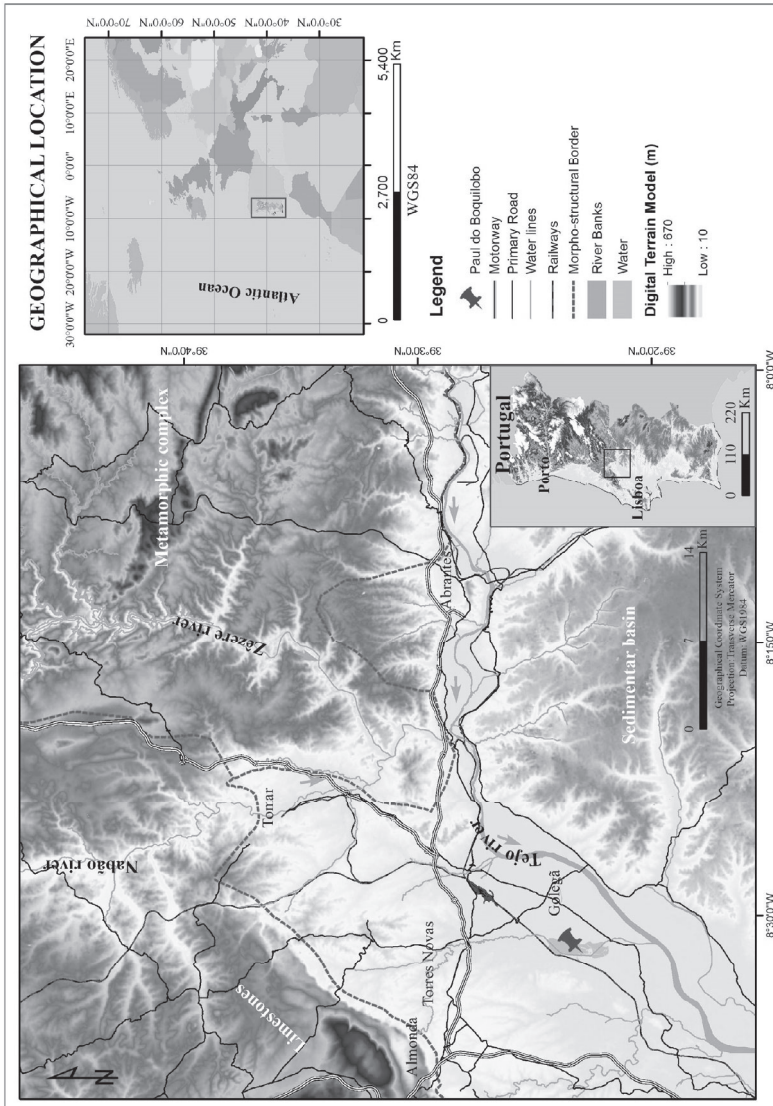 GEOGRAPHICAL LOCATION
30°0'0"W 20°0'0"W 10°0'0"W 0°0'0" 10°0'0"E 20°0'0"E
70°0'0"N
60°0'0"N
50°0'0"N
40°0'0"N
30°0'0"N
Atlantic Ocean
0 2,700 5,400
Km
WGS84
Legend
Paul do Boquilobo
Motorway
Primary Road
Water lines
Railways
Morpho-structural Border
River Banks
Water
Digital Terrain Model (m)
High : 670
Low : 10
N
Nabão river
Limestones
Tomar
Almonda
Torres Novas
Golegã
Tejo river
Zêzere river
Metamorphic complex
Abrantes
Sedimentar basin
0 7 14
Km
Geographical Coordinate System
Projection: Transverse Mercator
Datum: WGS1984
Portugal
Porto
Lisboa
0 110 220
Km
39°40'0"N
39°30'0"N
39°20'0"N
8°30'0"W 8°15'0"W 8°0'0"W